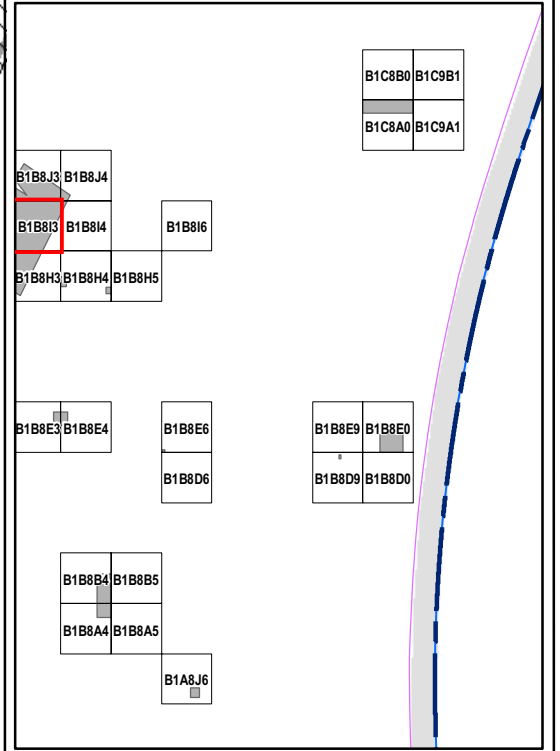 B1C8B0 B1C9B1
B1C8A0 B1C9A1
B1B8J3 B1B8J4
B1B8I3 B1B8I4 B1B8I6
B1B8H3 B1B8H4 B1B8H5
B1B8E3 B1B8E4 B1B8E6 B1B8E9 B1B8E0
B1B8D6 B1B8D9 B1B8D0
B1B8B4 B1B8B5
B1B8A4 B1B8A5
B1A8J6